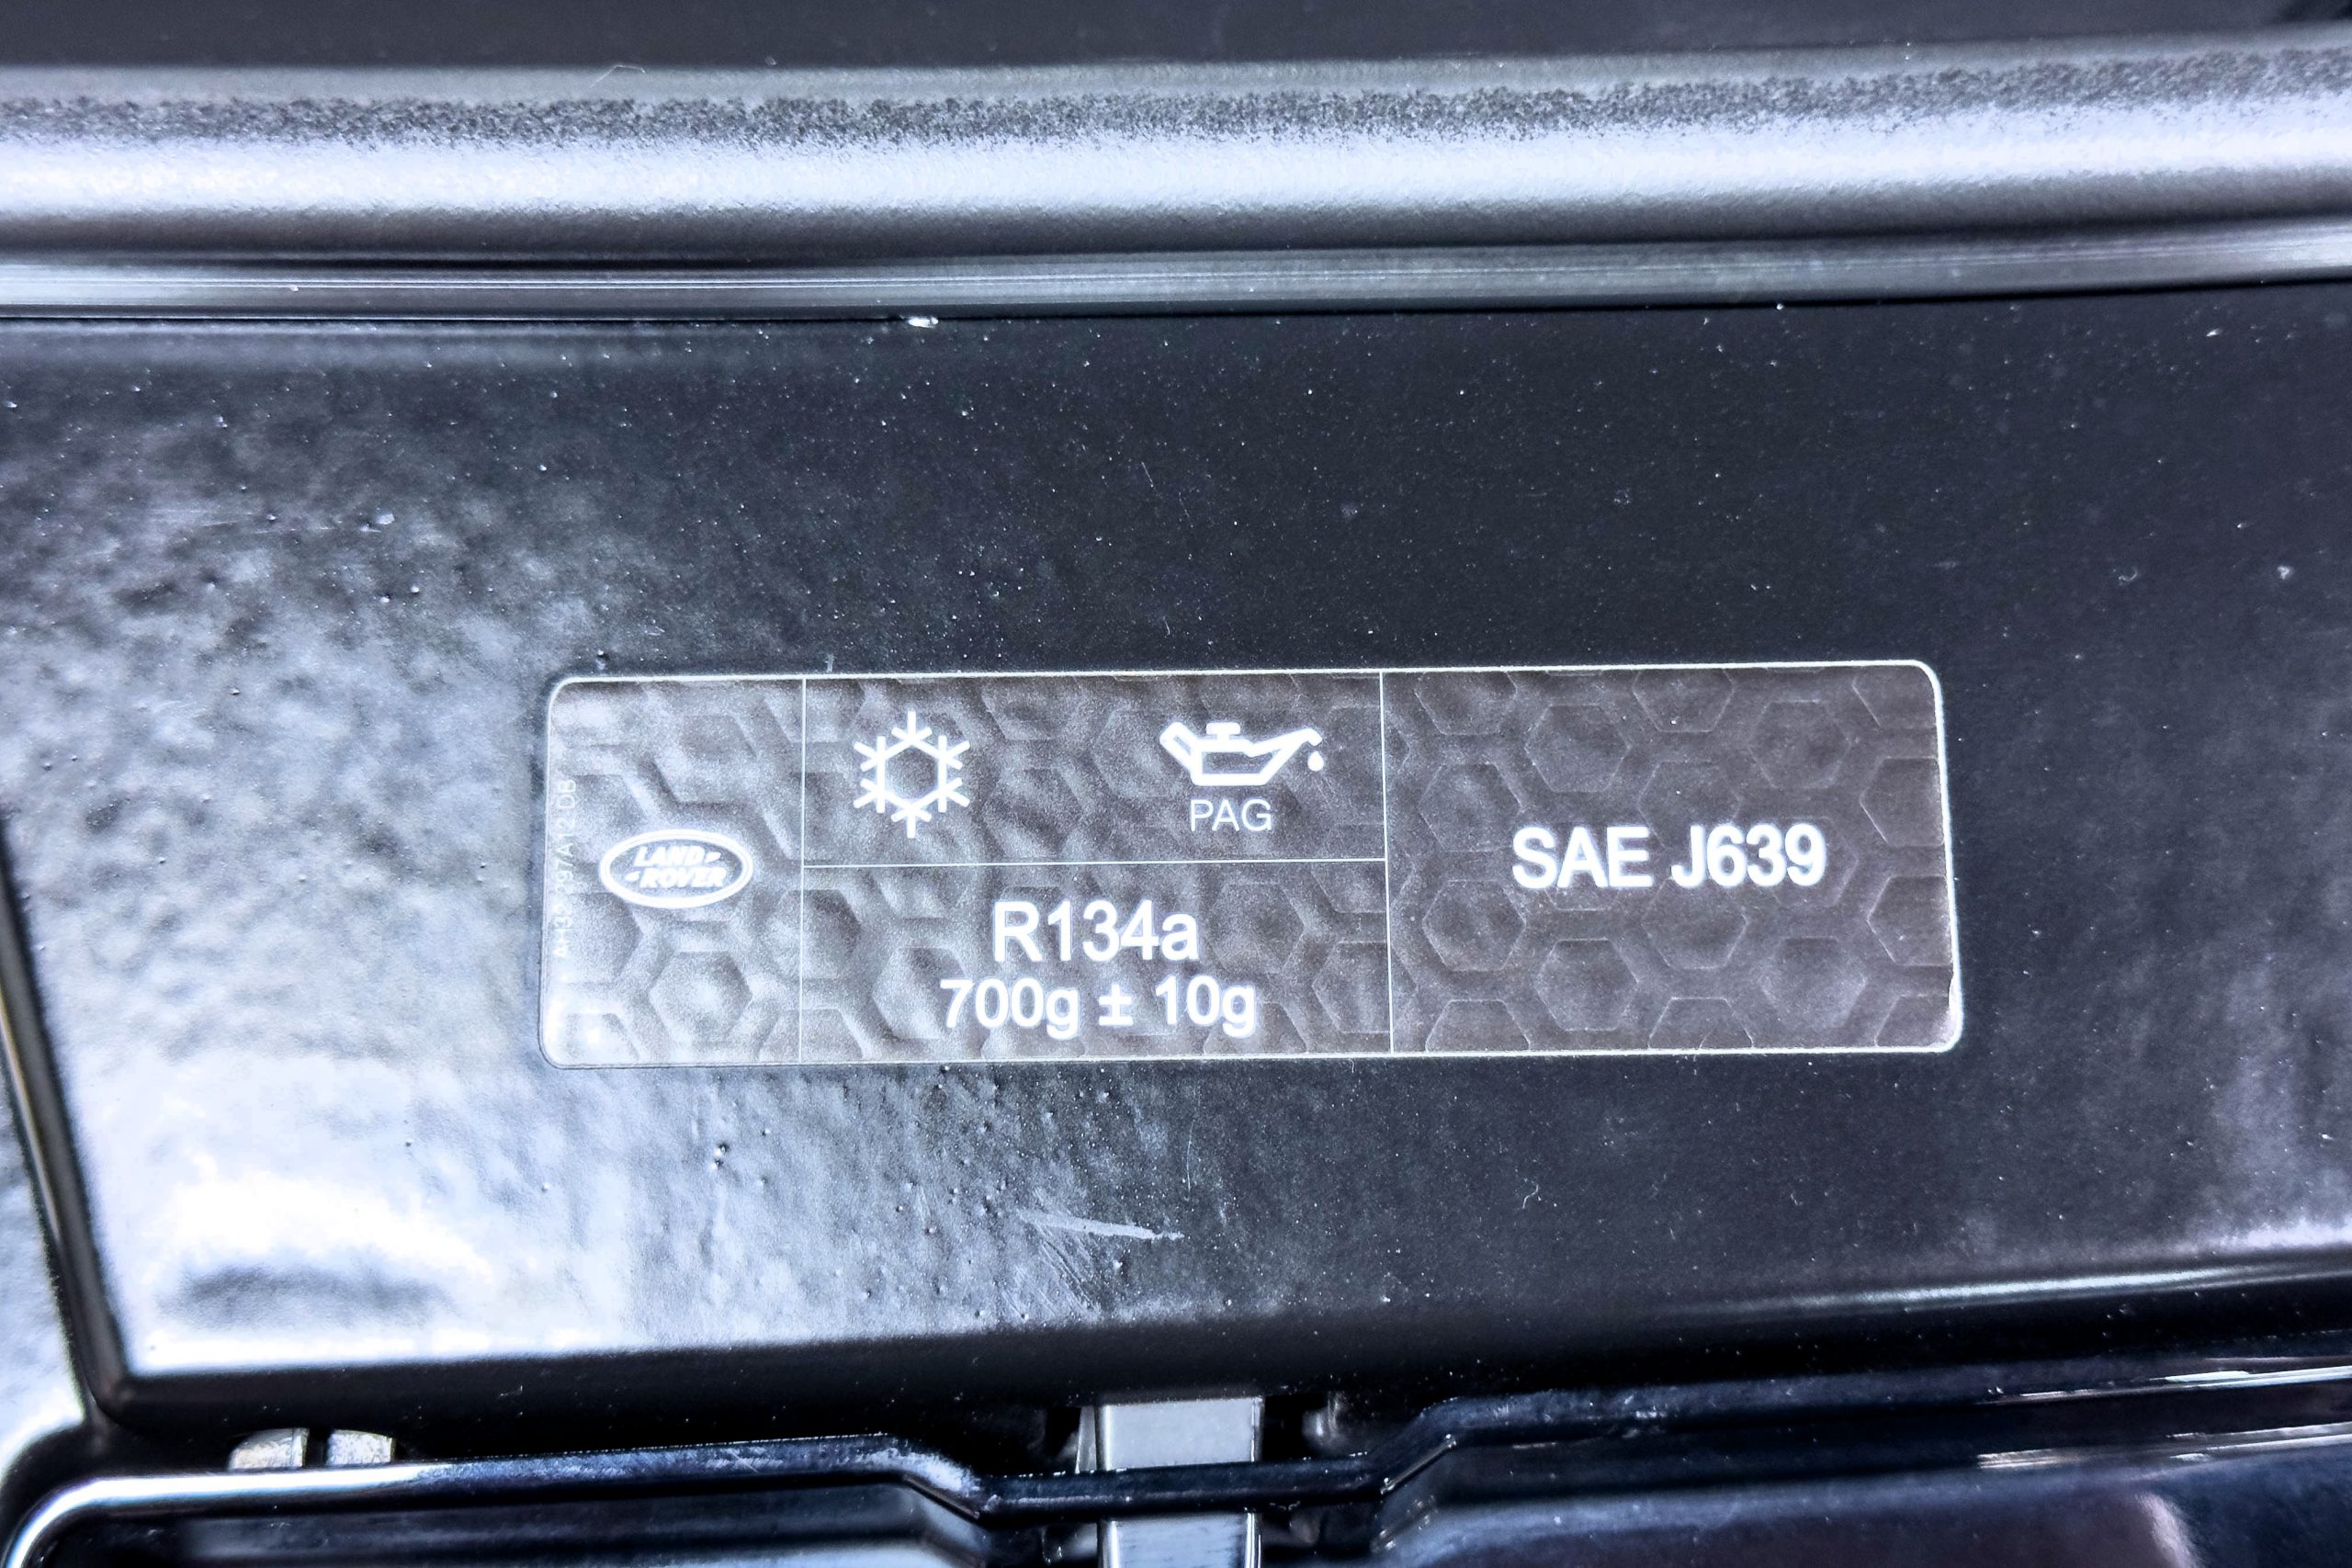 LAND
ROVER
PAG
R134a
700g ± 10g
SAE J639